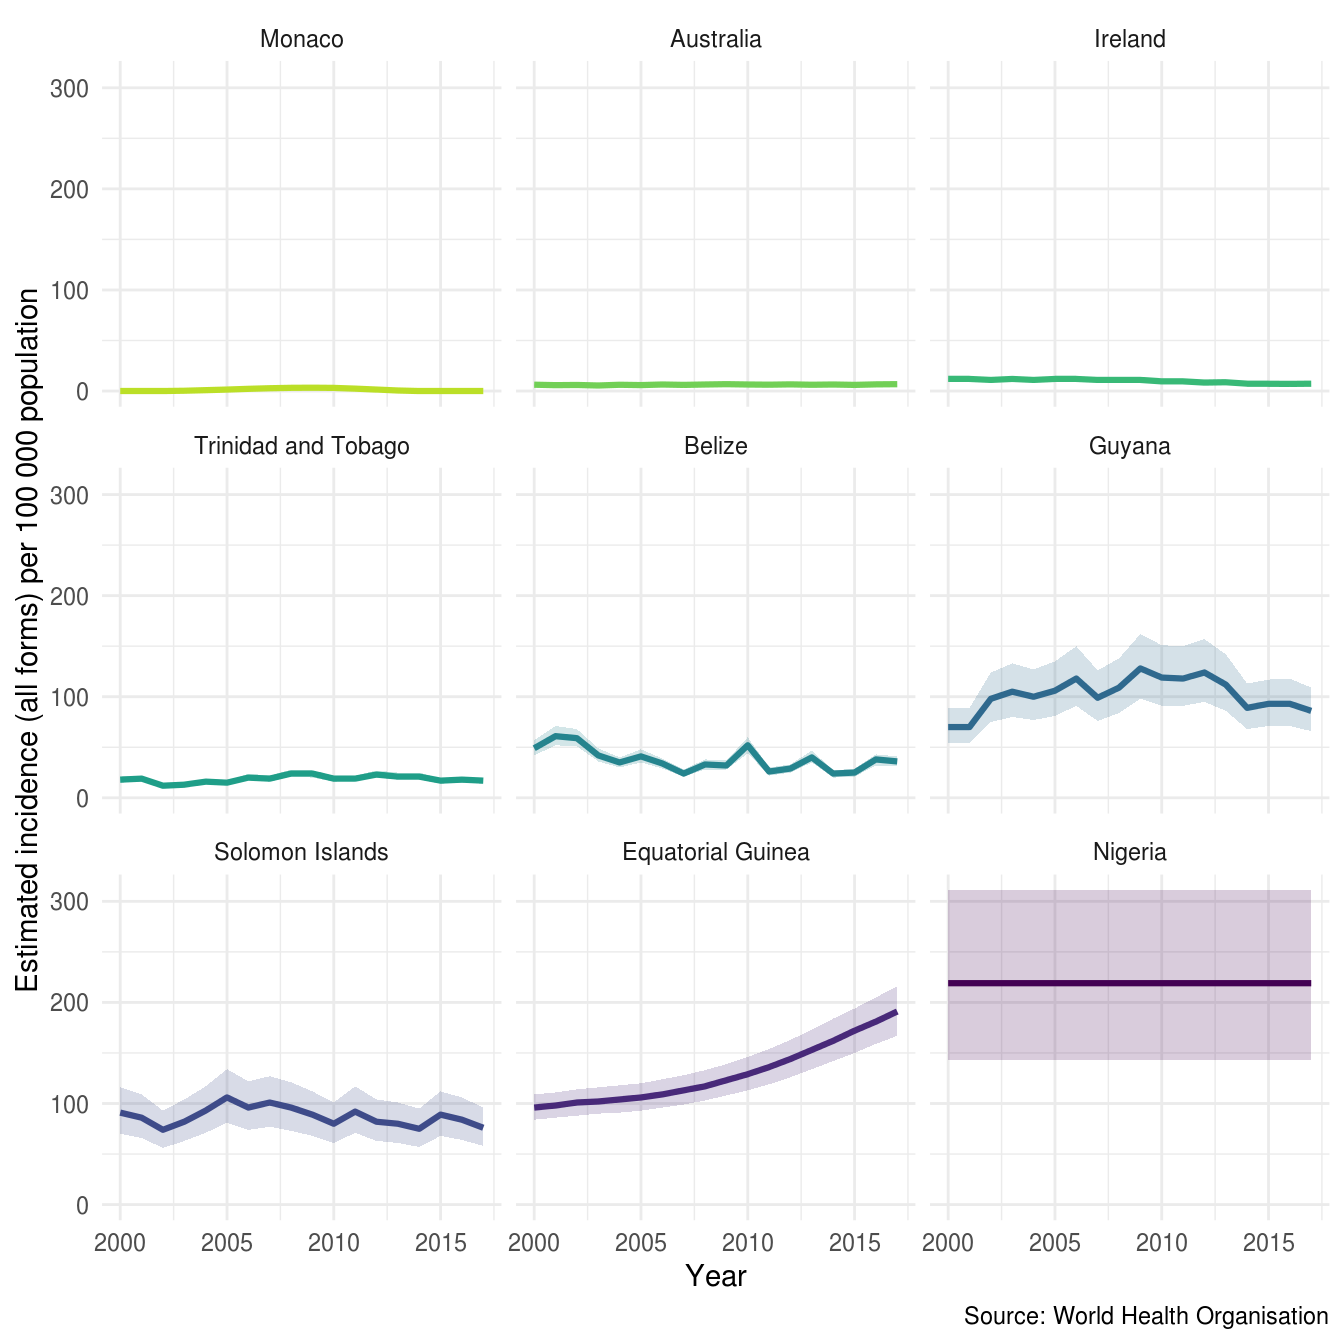 Monaco Australia Ireland
300
200
100
0
Trinidad and Tobago Belize Guyana
300
200
100
0
Solomon Islands Equatorial Guinea Nigeria
300
200
100
0
2000 2005 2010 2015 2000 2005 2010 2015 2000 2005 2010 2015
Year
Estimated incidence (all forms) per 100 000 population
Source: World Health Organisation